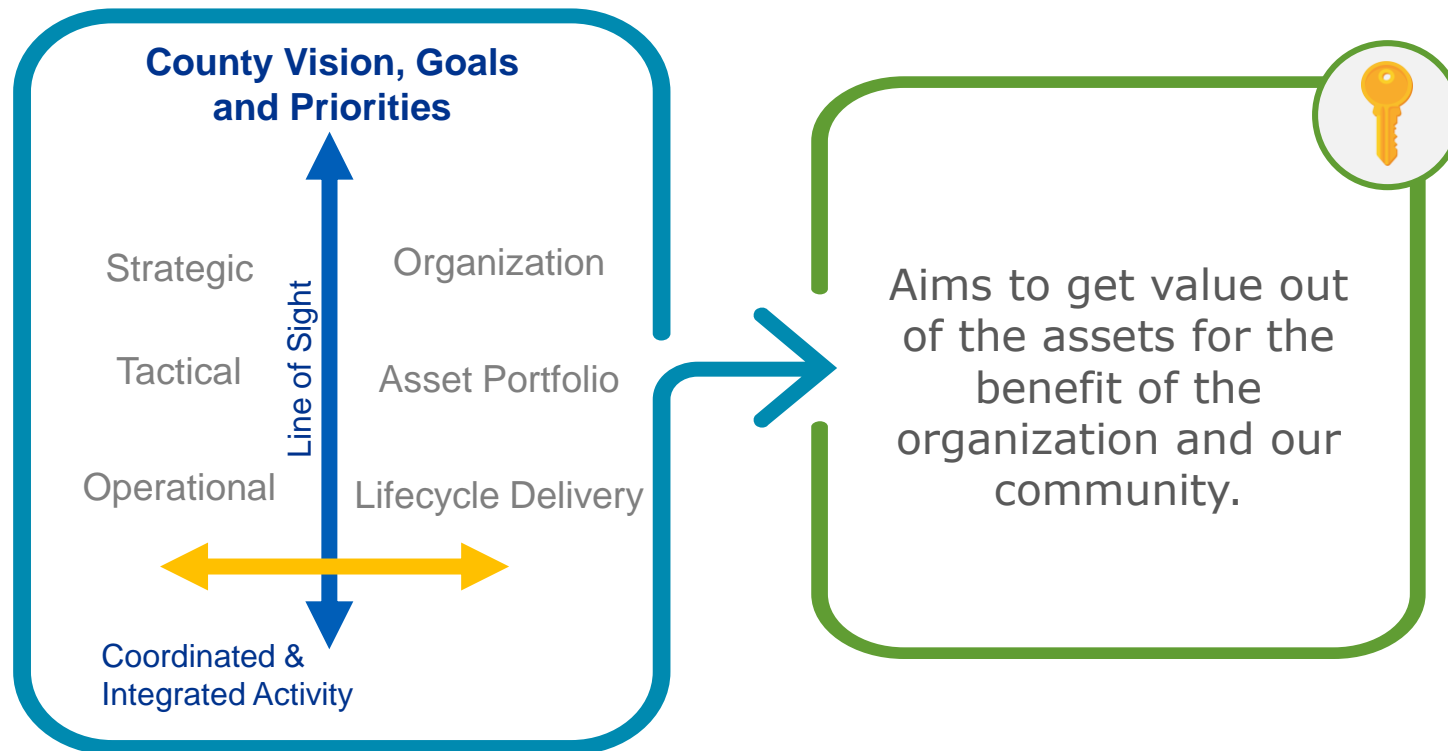 County Vision, Goals
and Priorities
Strategic
Organization
Line of Sight
Tactical
Asset Portfolio
Operational
Lifecycle Delivery
Coordinated &
Integrated Activity
Aims to get value out
of the assets for the
benefit of the
organization and our
community.